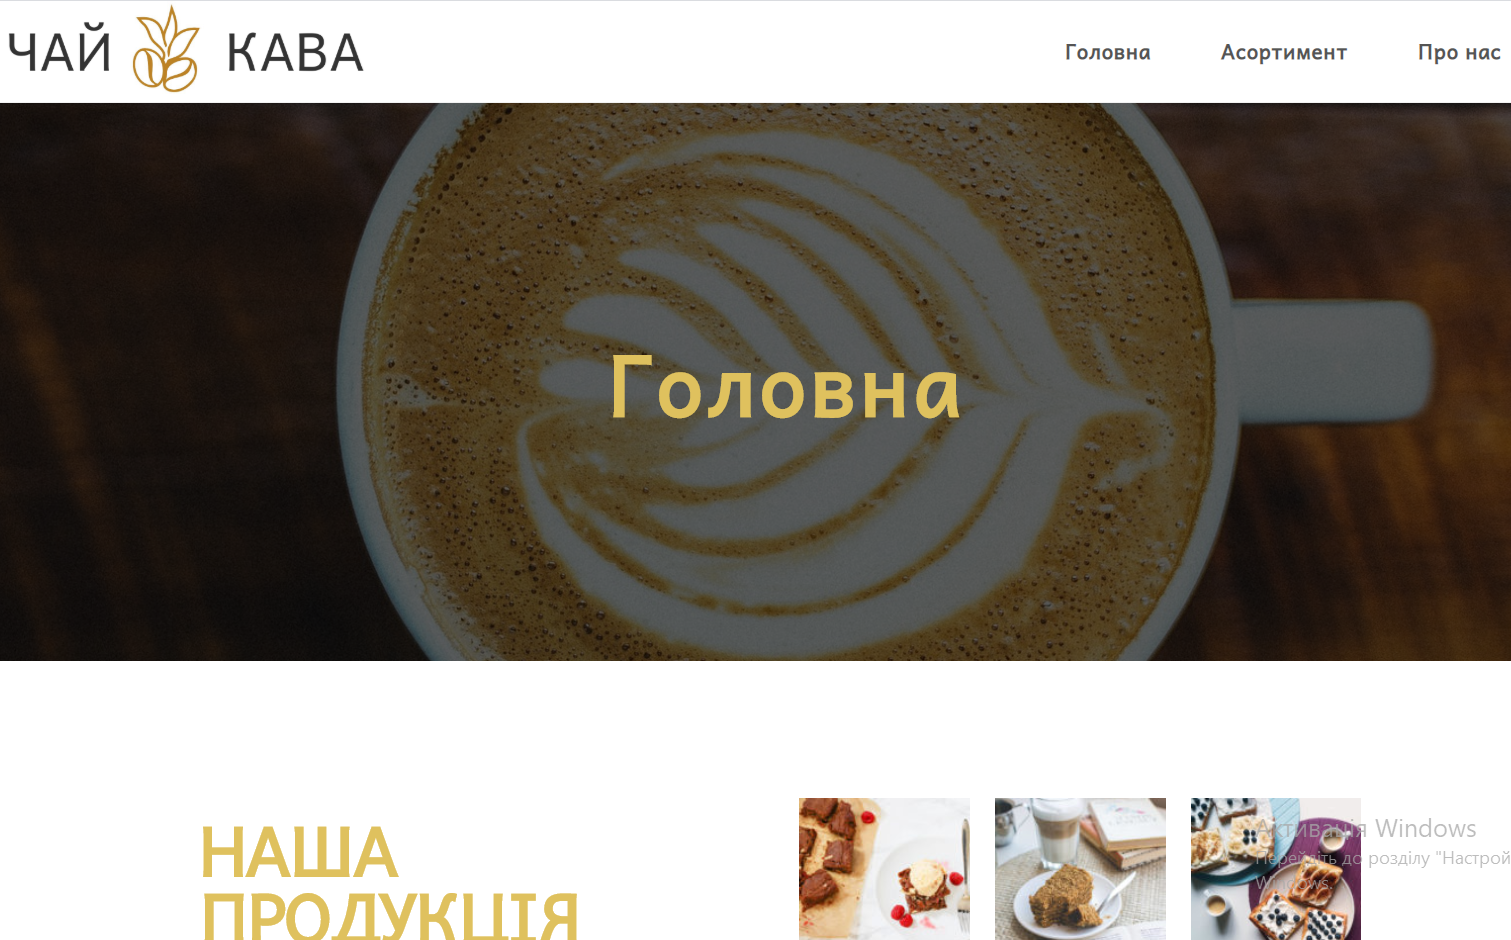 ЧАЙ КАВА
Головна Асортимент Про нас
Головна
НАША
ПРОДУКЦІЯ
Активація Windows
Перейдіть до розділу "Настрой
Windows.